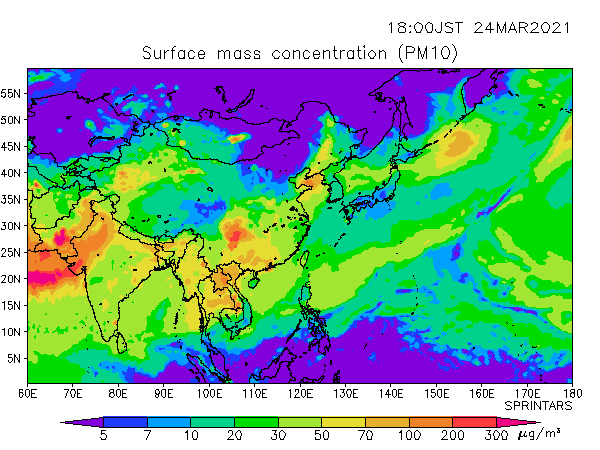 18:00JST 24MAR2021
Surface mass concentration (PM10)
55N
50N
45N
40N
35N
30N
25N
20N
15N
10N
5N
60E 70E 80E 90E 100E 110E 120E 130E 140E 150E 160E 170E 180
SPRINTARS
5 7 10 20 30 50 70 100 200 300 μg/m³